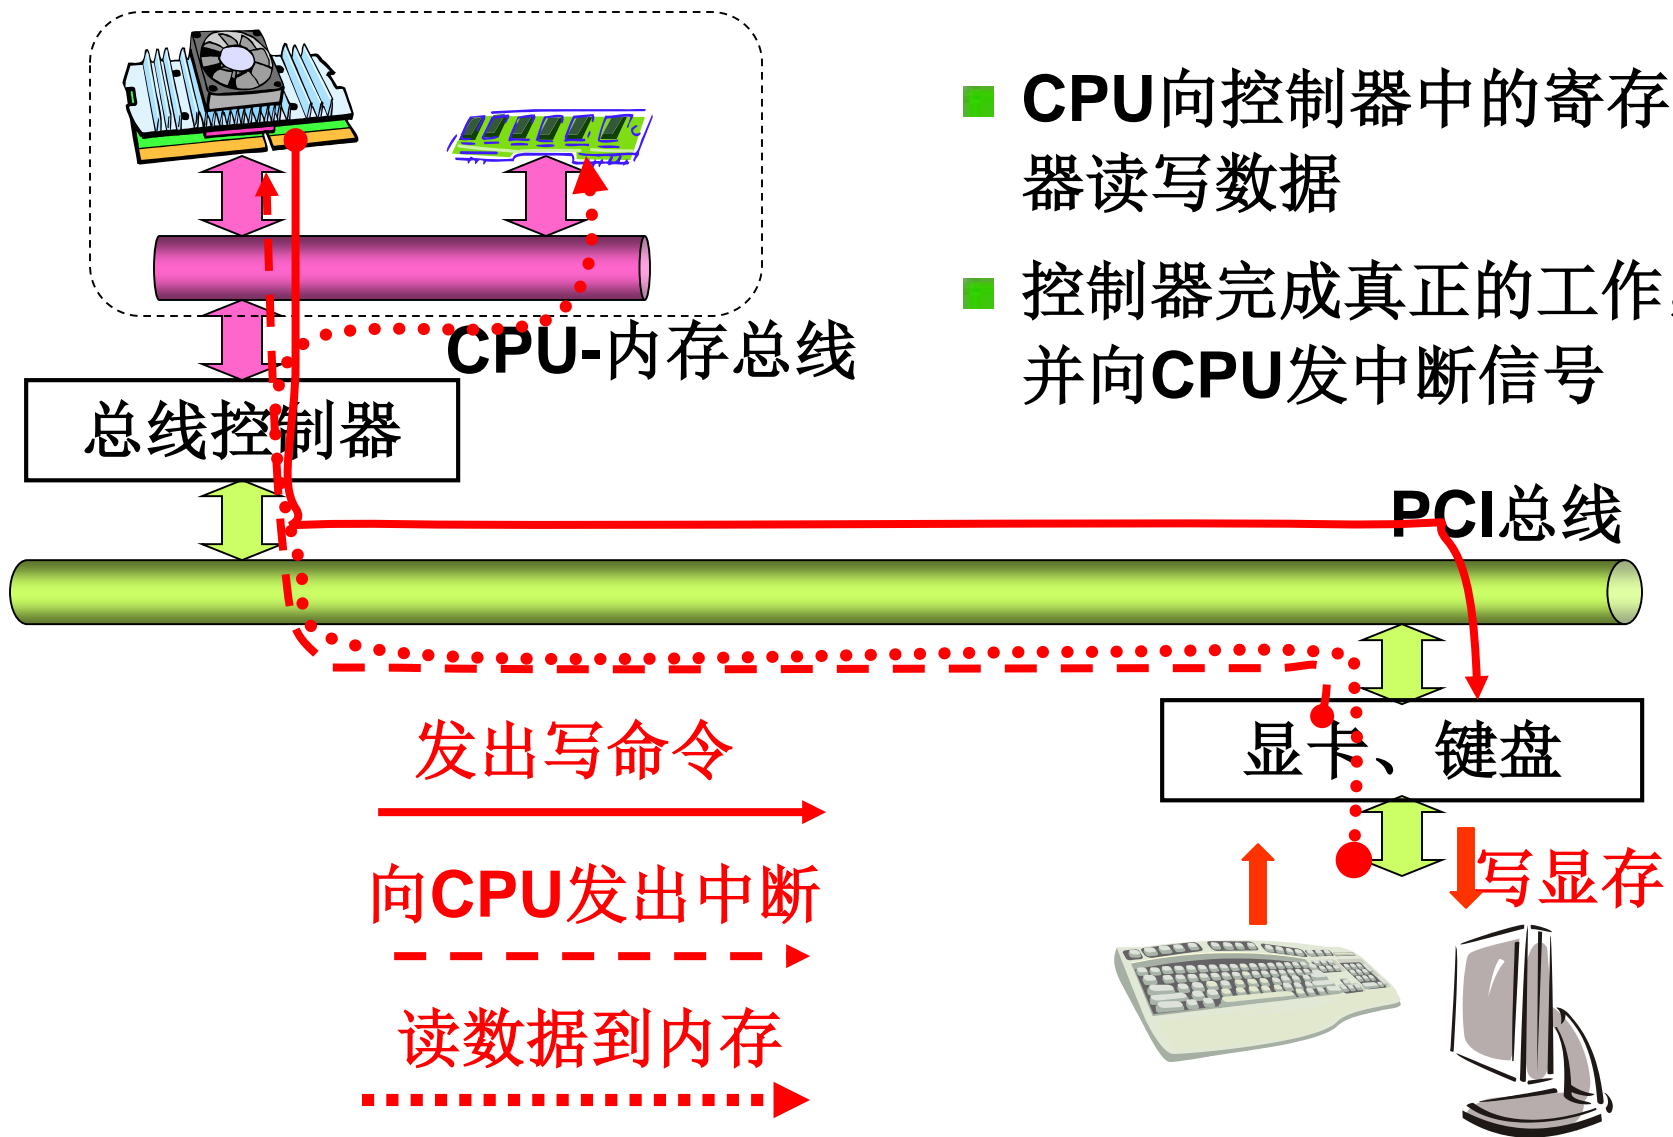 CPU向控制器中的寄存
器读写数据
控制器完成真正的工作，
并向CPU发中断信号
CPU-内存总线
总线控制器
PCI总线
发出写命令
显卡、键盘
向CPU发出中断
写显存
读数据到内存